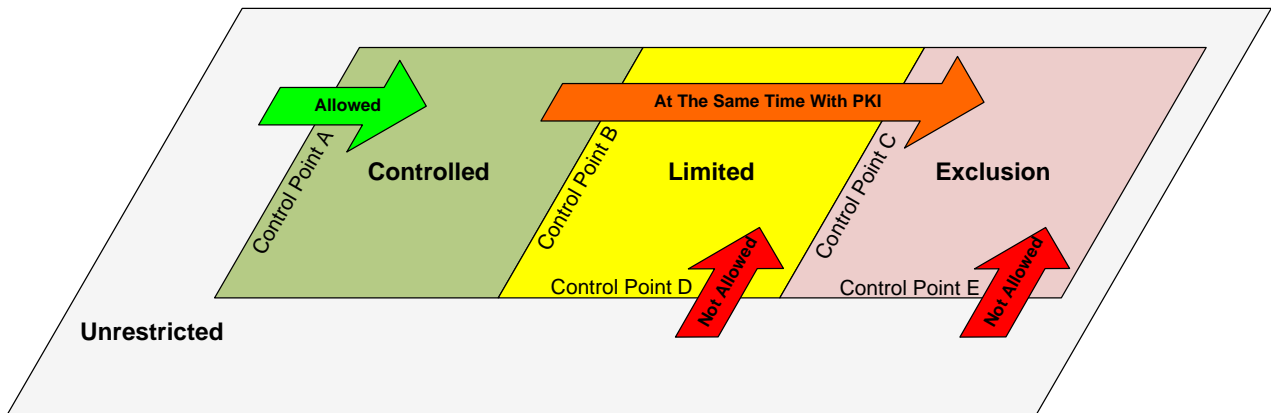 Allowed
At The Same Time With PKI
Control Point A
Controlled
Control Point B
Limited
Control Point C
Exclusion
Control Point D
Not Allowed
Control Point E
Not Allowed
Unrestricted